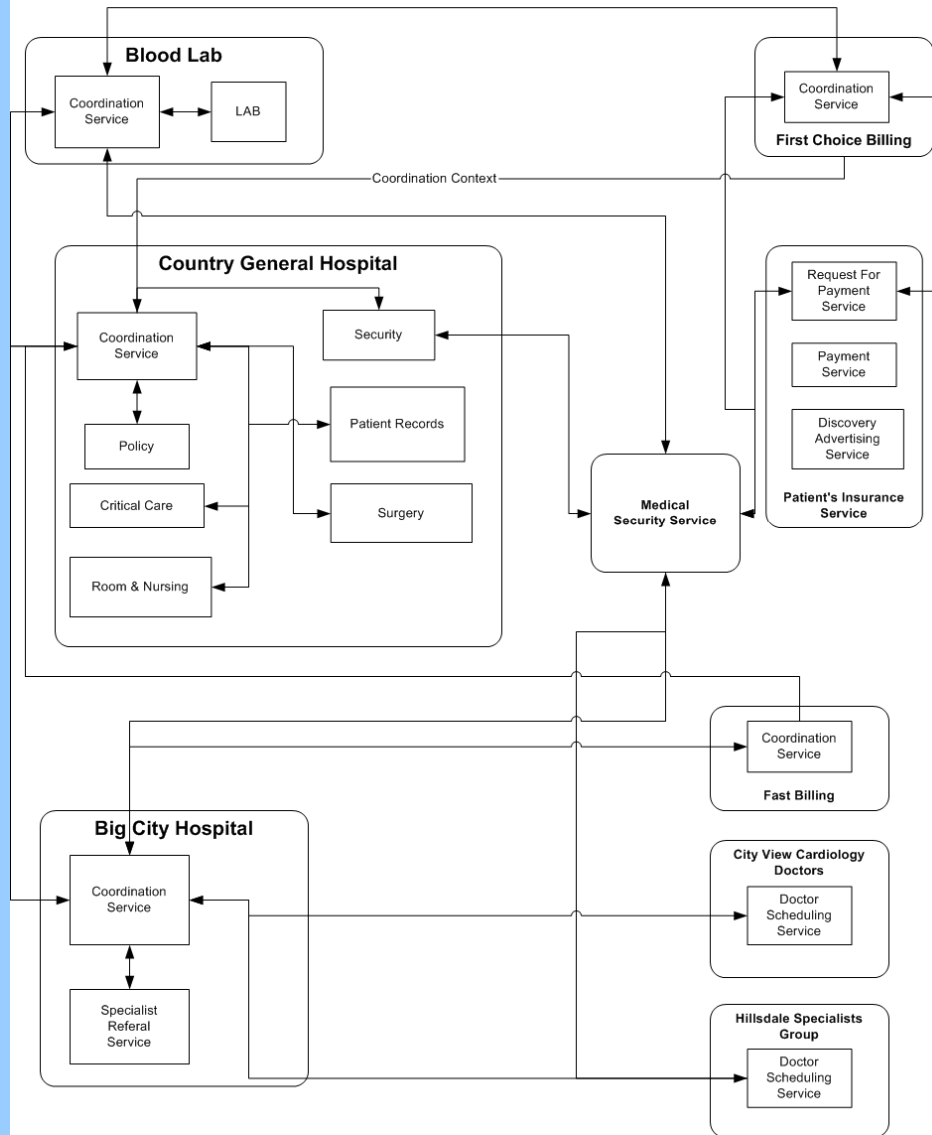 Blood Lab
Coordination
Service
LAB
Coordination
Service
First Choice Billing
Coordination Context
Country General Hospital
Coordination
Service
Security
Policy
Patient Records
Critical Care
Surgery
Room & Nursing
Medical
Security Service
Request For
Payment
Service
Payment
Service
Discovery
Advertising
Service
Patient's Insurance
Service
Coordination
Service
Fast Billing
Big City Hospital
Coordination
Service
Specialist
Referal
Service
City View Cardiology
Doctors
Doctor
Scheduling
Service
Hillsdale Specialists
Group
Doctor
Scheduling
Service